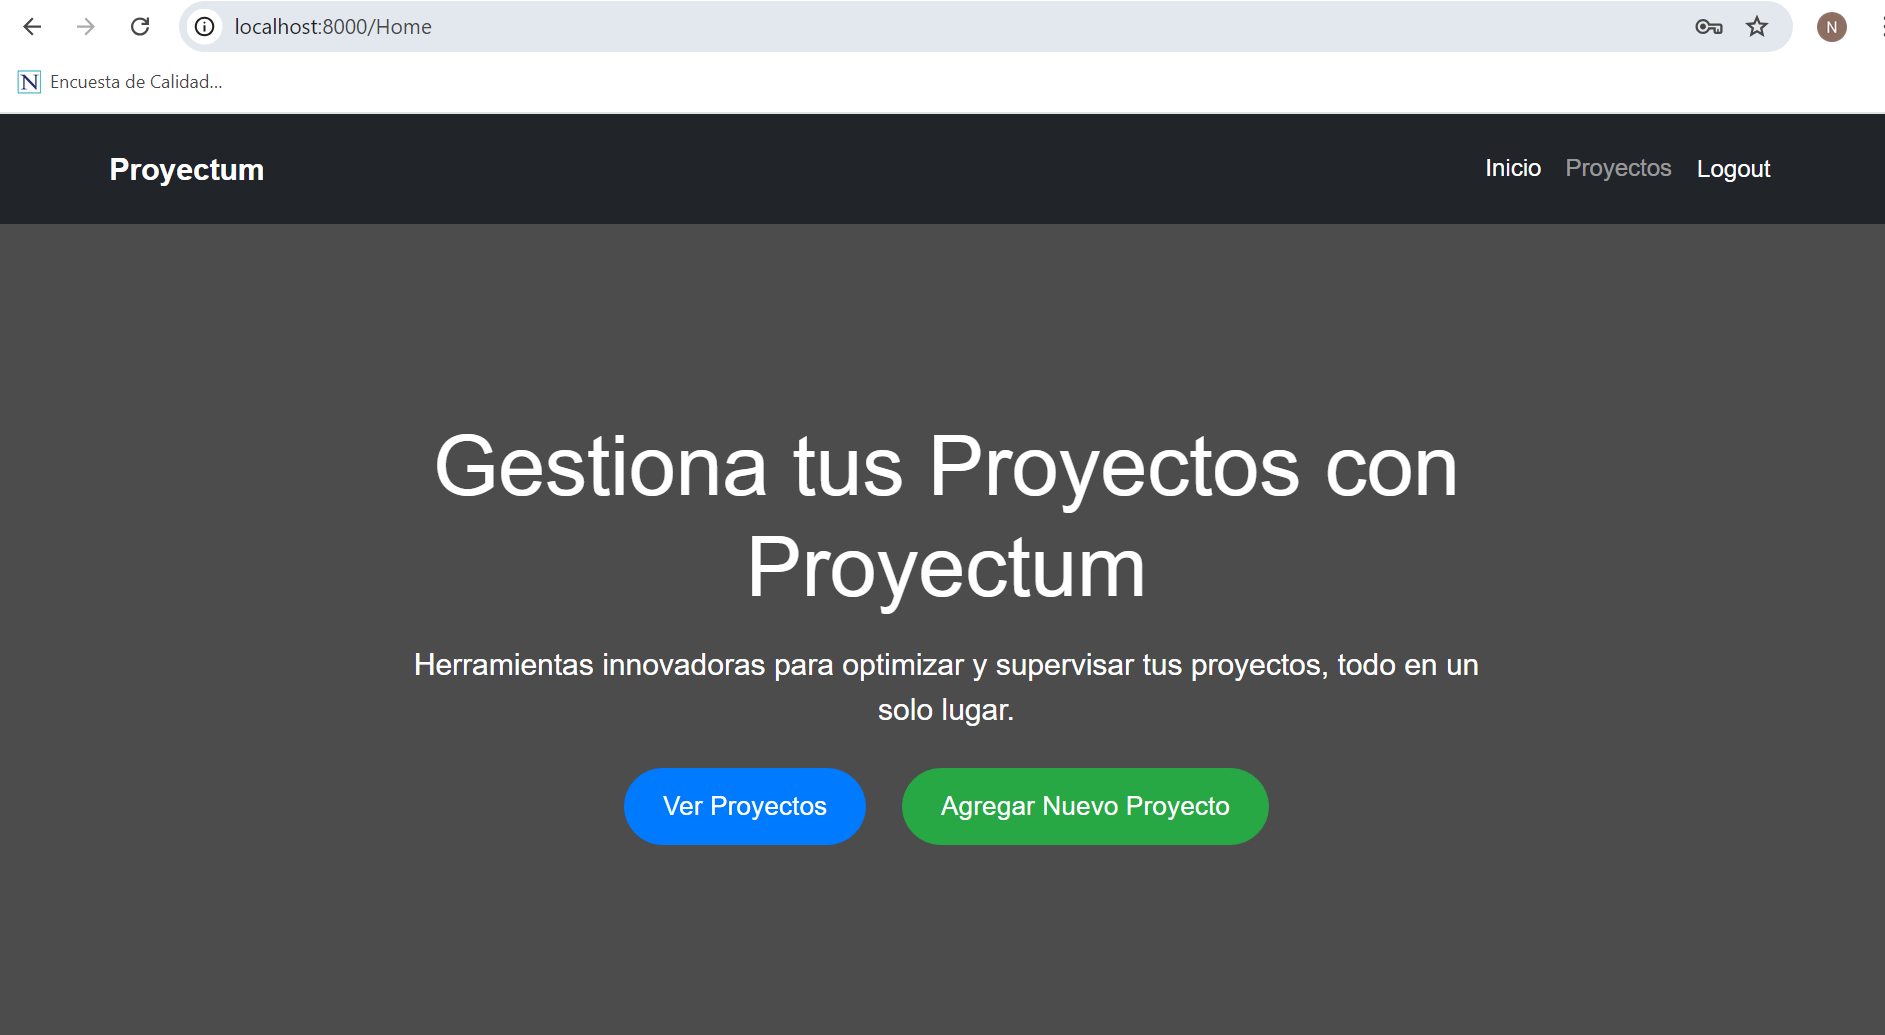 localhost:8000/Home
N
N Encuesta de Calidad...
Proyectum
Inicio Proyectos Logout
Gestiona tus Proyectos con
Proyectum
Herramientas innovadoras para optimizar y supervisar tus proyectos, todo en un
solo lugar.
Ver Proyectos
Agregar Nuevo Proyecto